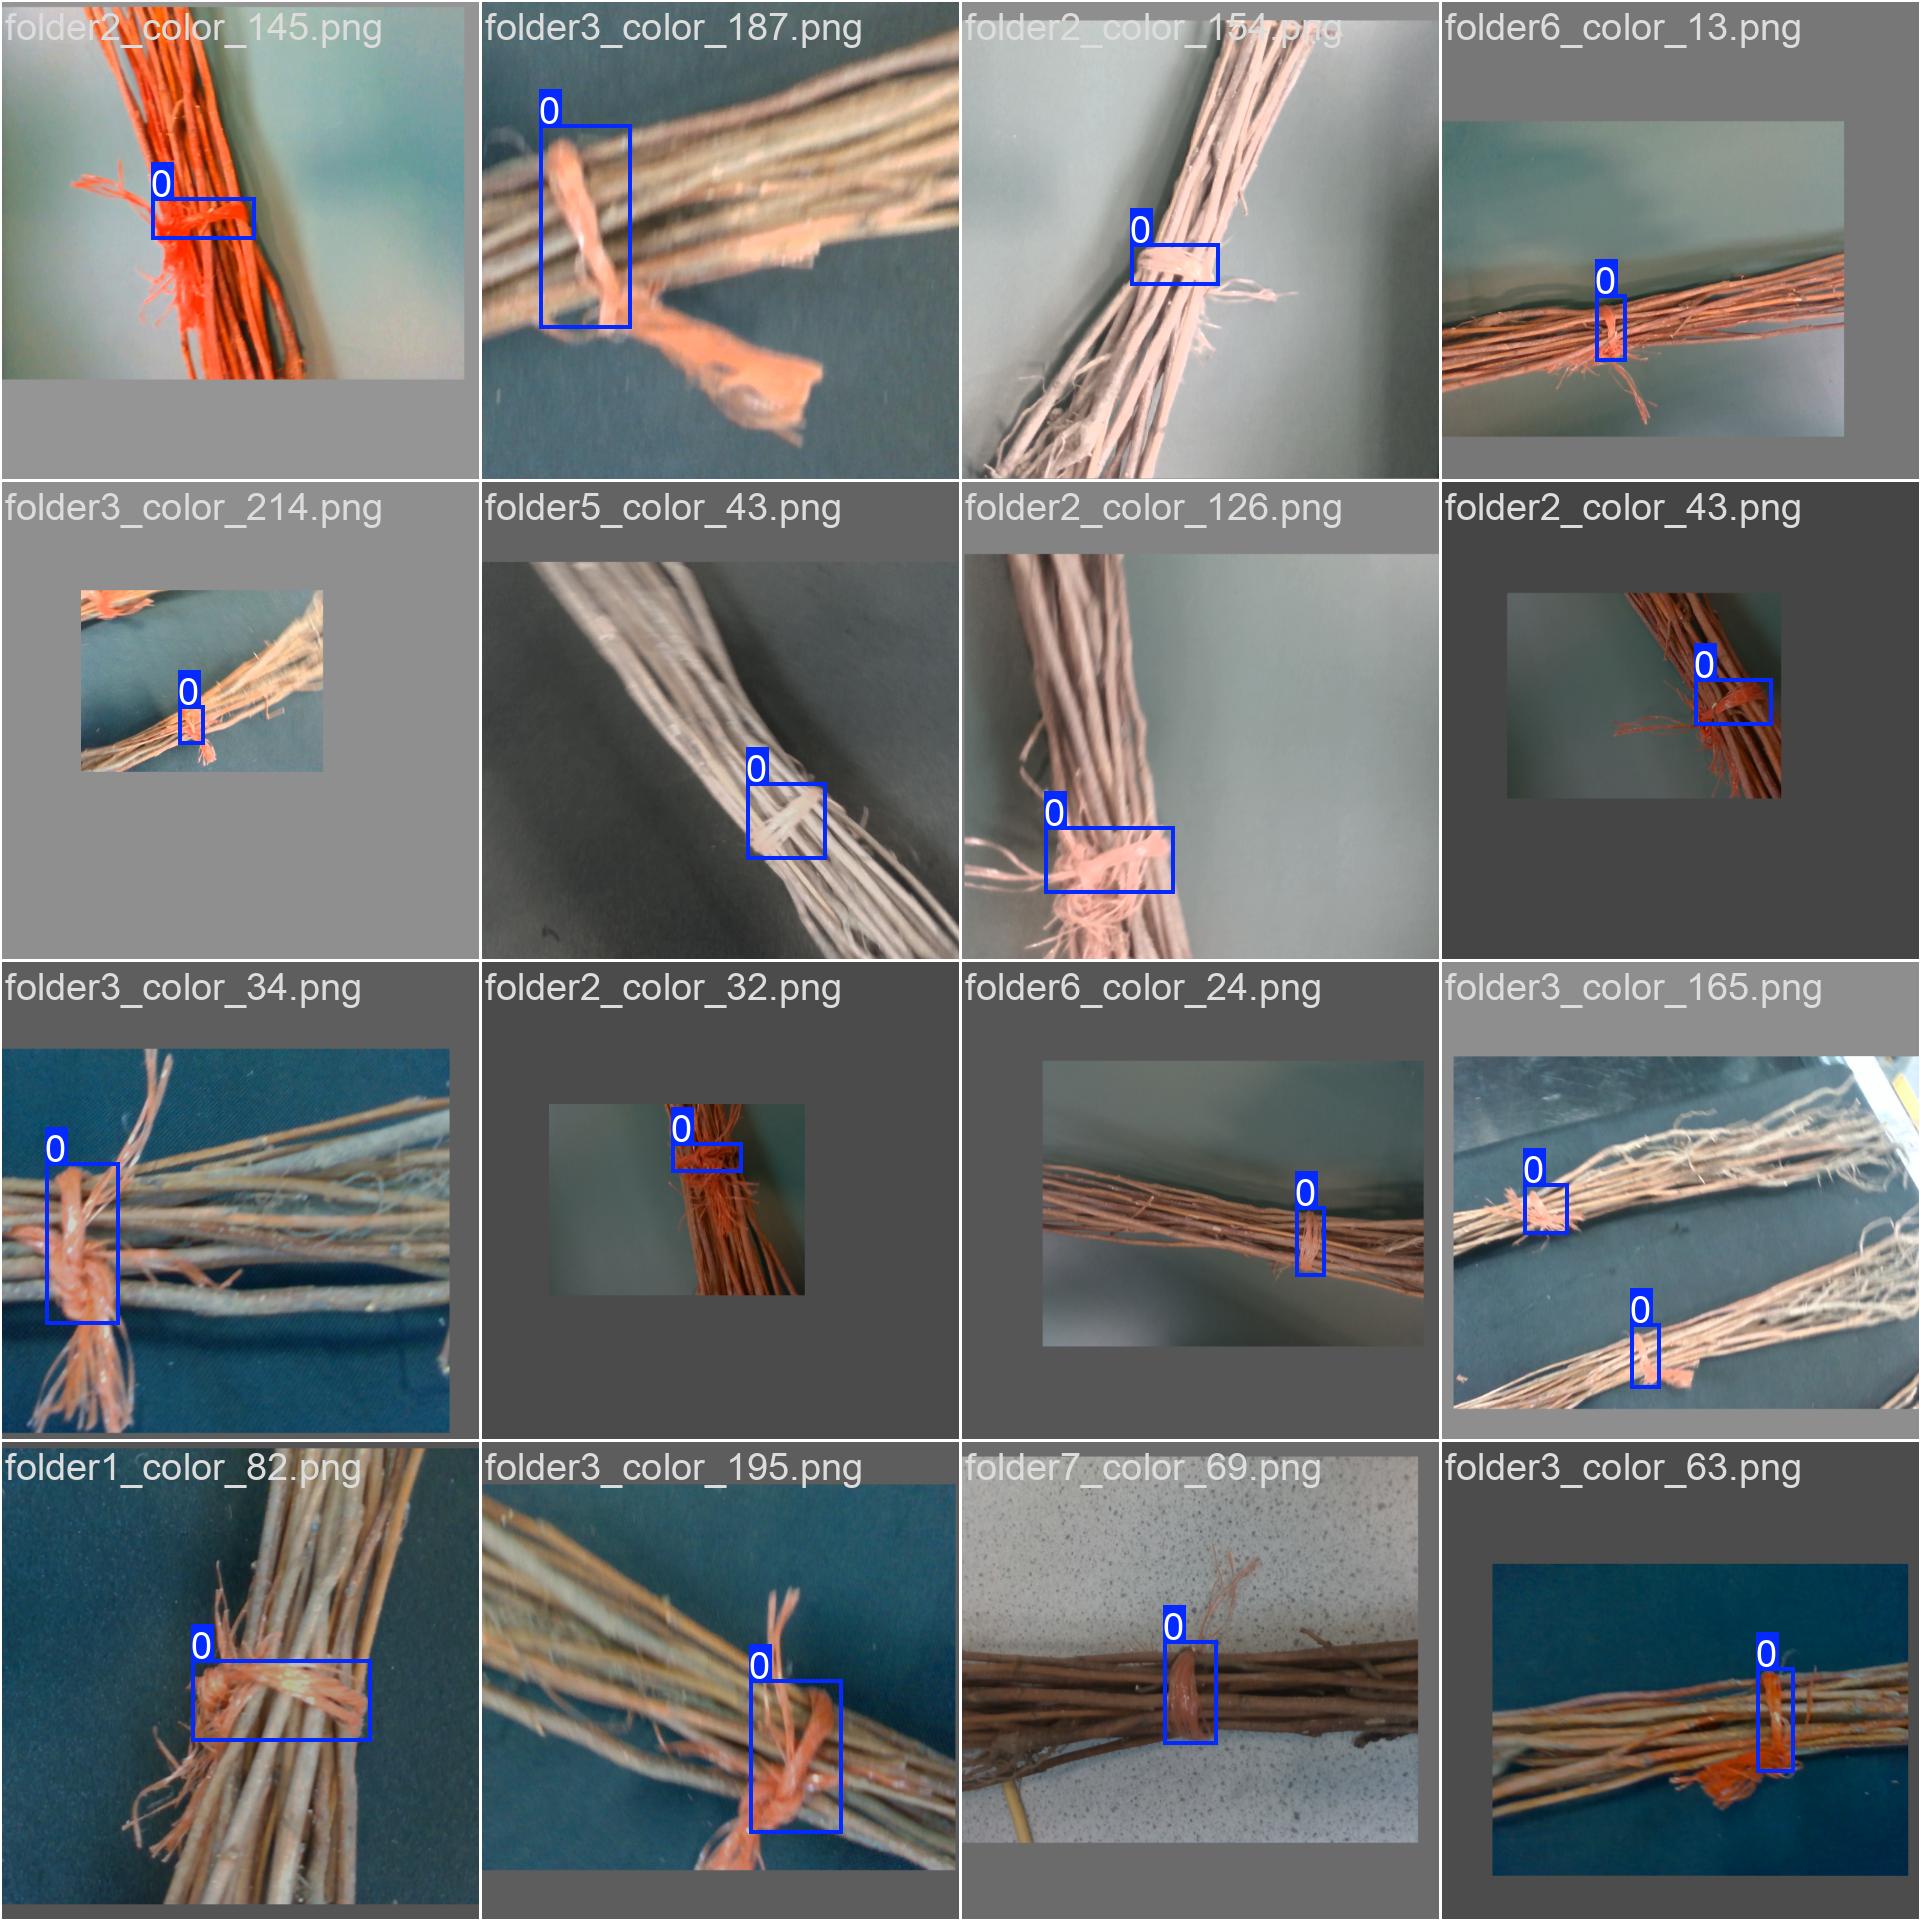 folder2_color_145.png
folder3_color_187.png
folder2_color_154.png
folder6_color_13.png
0
0
0
0
folder3_color_214.png
folder5_color_43.png
folder2_color_126.png
folder2_color_43.png
0
0
0
0
folder3_color_34.png
folder2_color_32.png
folder6_color_24.png
folder3_color_165.png
0
0
0
0
0
folder1_color_82.png
folder3_color_195.png
folder7_color_69.png
folder3_color_63.png
0
0
0
0